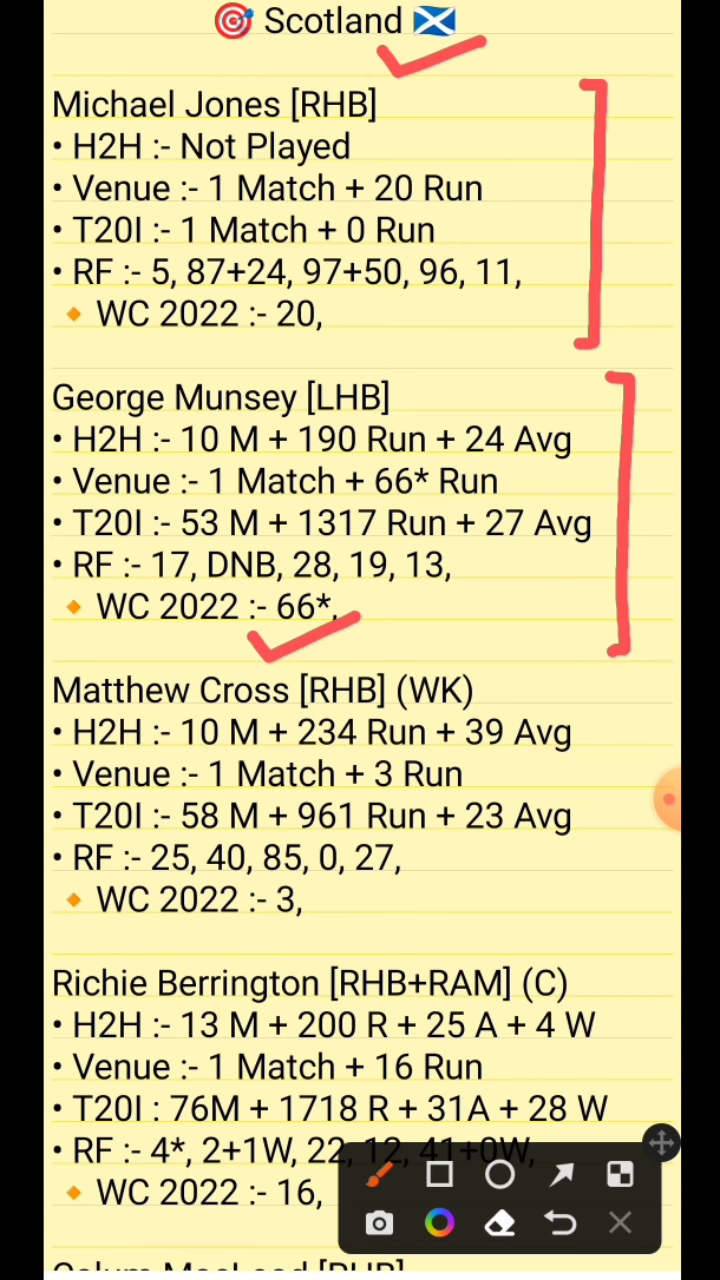 🎯 Scotland 🏴󠁧󠁢󠁳󠁣󠁴󠁿
Michael Jones [RHB]
• H2H :- Not Played
• Venue :- 1 Match + 20 Run
• T20I :- 1 Match + 0 Run
• RF :- 5, 87+24, 97+50, 96, 11,
🔸 WC 2022 :- 20,
George Munsey [LHB]
• H2H :- 10 M + 190 Run + 24 Avg
• Venue :- 1 Match + 66* Run
• T20I :- 53 M + 1317 Run + 27 Avg
• RF :- 17, DNB, 28, 19, 13,
🔸 WC 2022 :- 66*,
Matthew Cross [RHB] (WK)
• H2H :- 10 M + 234 Run + 39 Avg
• Venue :- 1 Match + 3 Run
• T20I :- 58 M + 961 Run + 23 Avg
• RF :- 25, 40, 85, 0, 27,
🔸 WC 2022 :- 3,
Richie Berrington [RHB+RAM] (C)
• H2H :- 13 M + 200 R + 25 A + 4 W
• Venue :- 1 Match + 16 Run
• T20I : 76M + 1718 R + 31A + 28 W
• RF :- 4*, 2+1W, 22, 12, 41+0W,
🔸 WC 2022 :- 16,
Calum MacLeod [RHB]